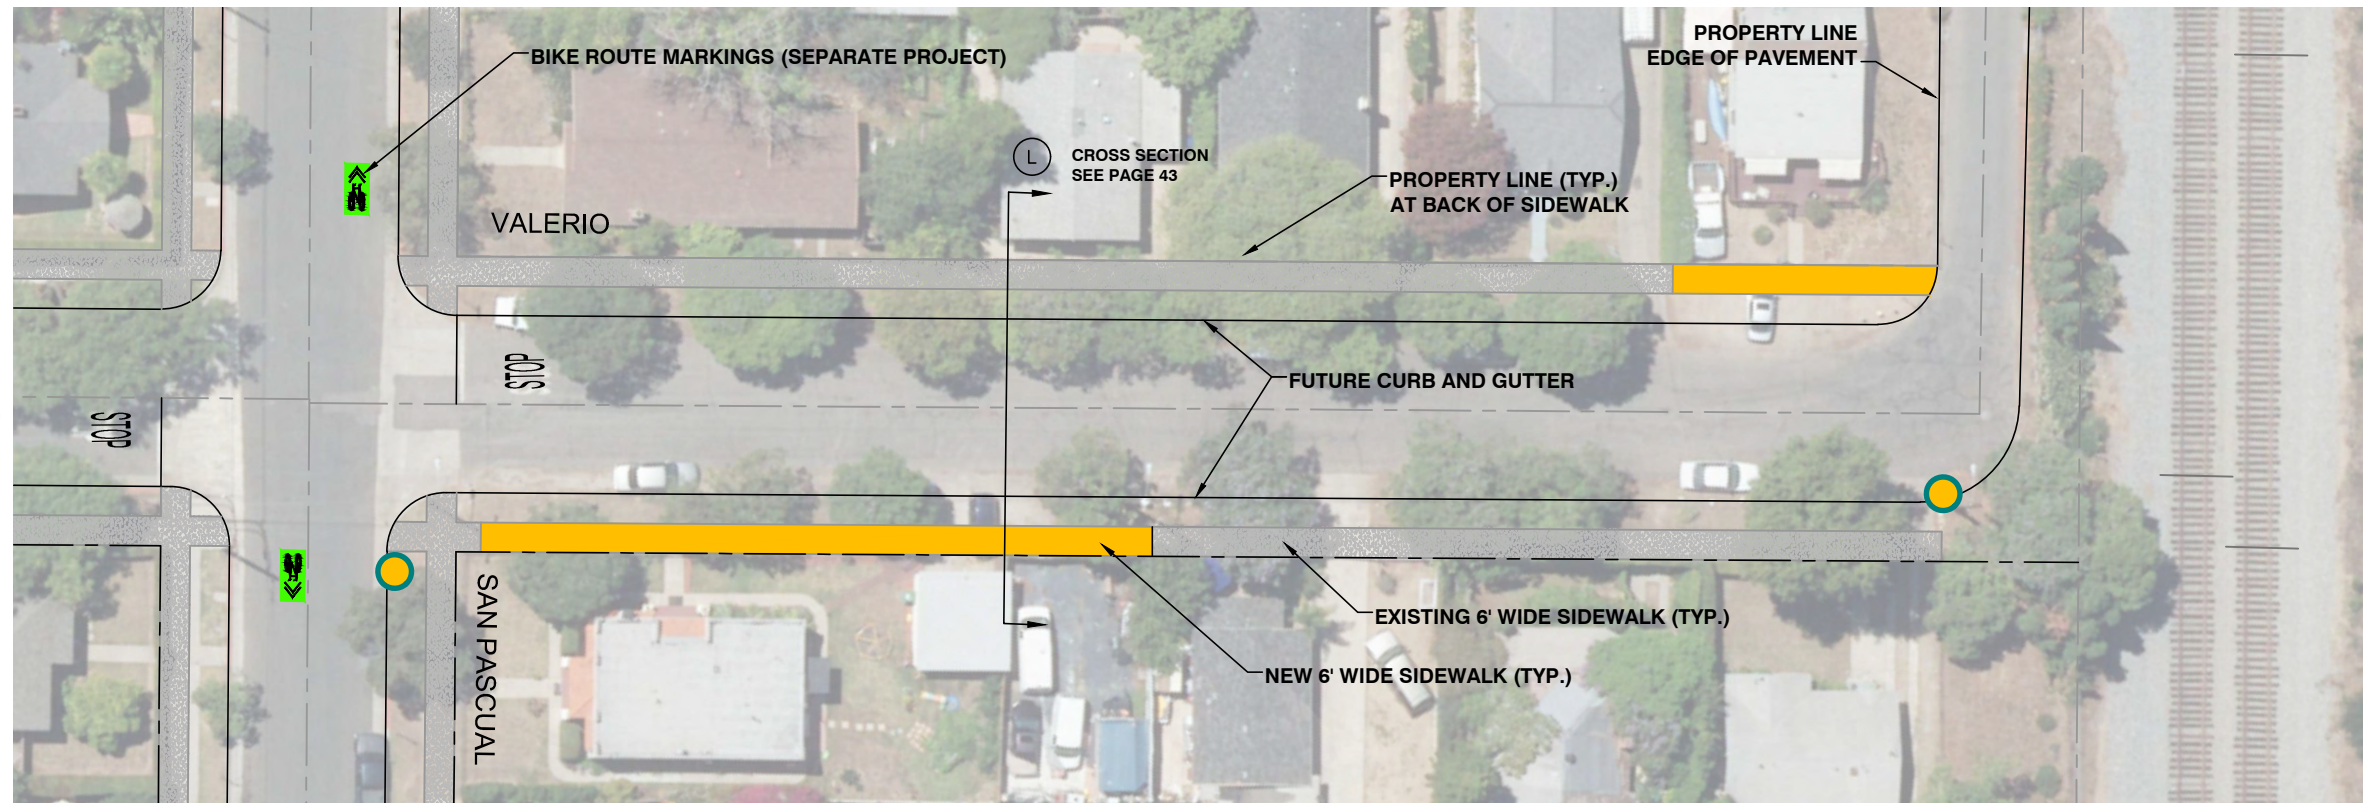 BIKE ROUTE MARKINGS (SEPARATE PROJECT)
PROPERTY LINE
EDGE OF PAVEMENT
L
CROSS SECTION
SEE PAGE 43
PROPERTY LINE (TYP.)
AT BACK OF SIDEWALK
VALERIO
STOP
FUTURE CURB AND GUTTER
STOP
SAN PASCUAL
EXISTING 6' WIDE SIDEWALK (TYP.)
NEW 6' WIDE SIDEWALK (TYP.)